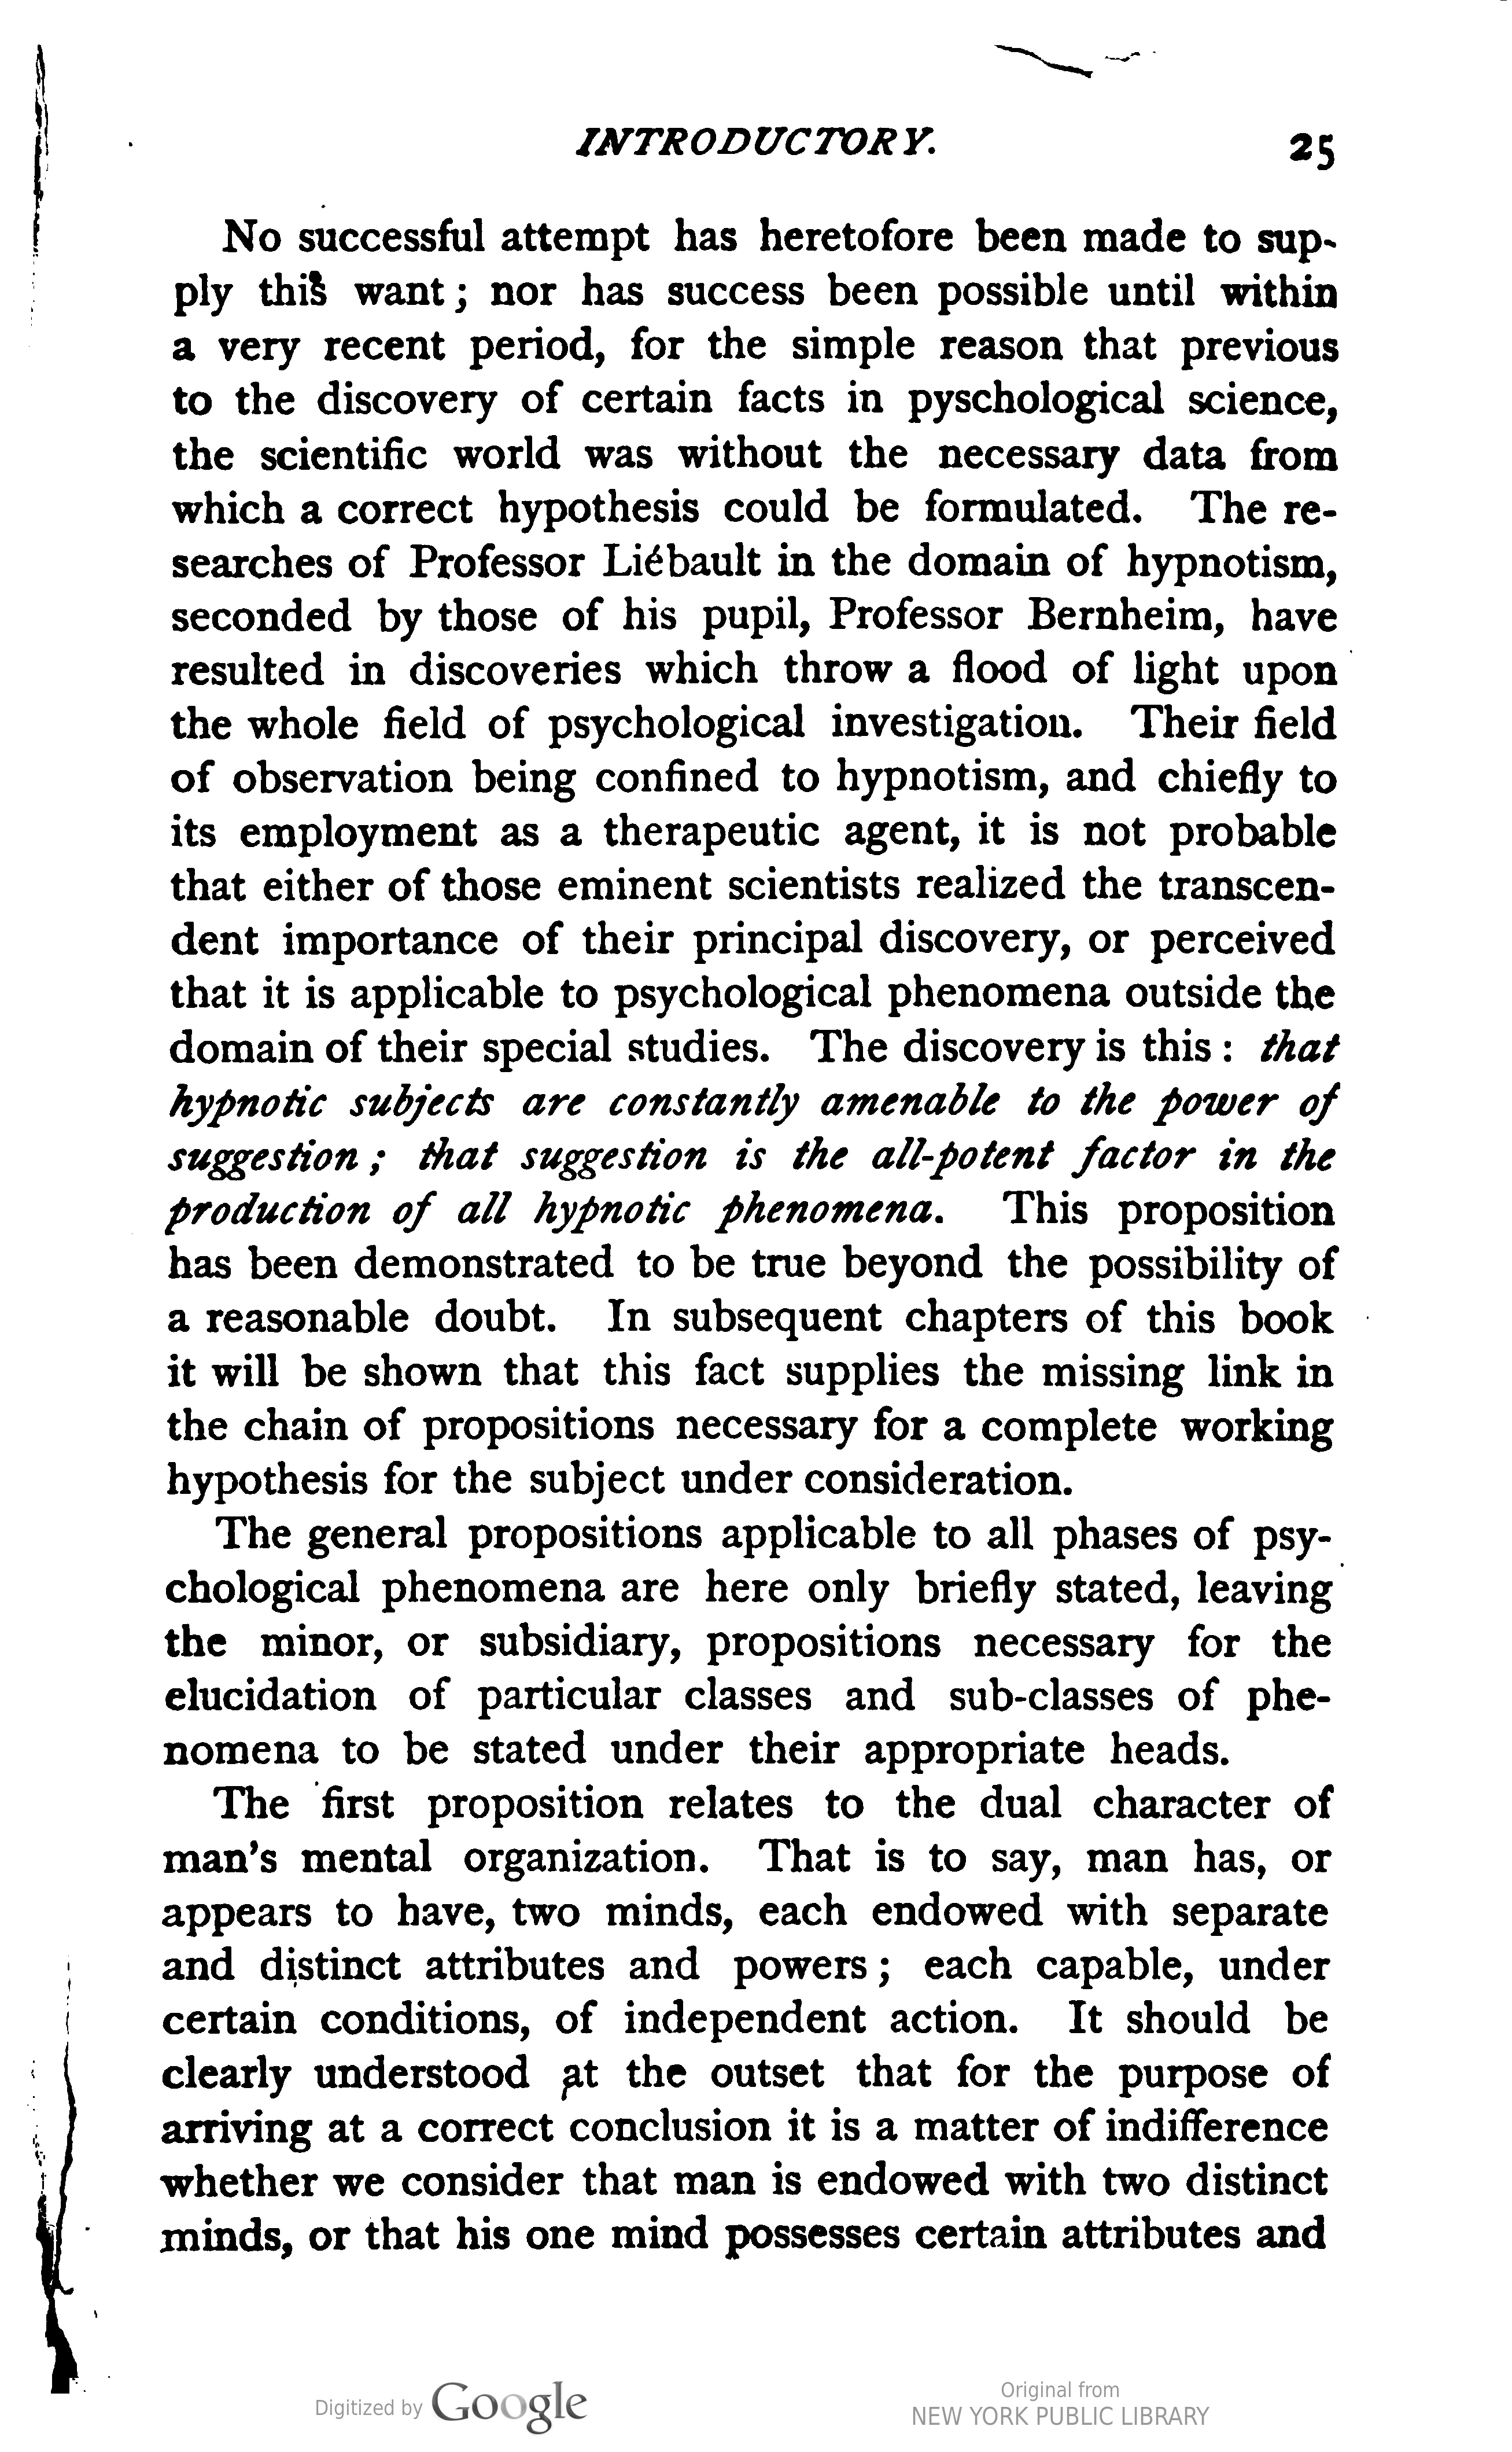 INTRODUCTORY. 25
No successful attempt has heretofore been made to sup-
ply this want; nor has success been possible until within
a very recent period, for the simple reason that previous
to the discovery of certain facts in pyschological science,
the scientific world was without the necessary data from
which a correct hypothesis could be formulated. The re-
searches of Professor Liébault in the domain of hypnotism,
seconded by those of his pupil, Professor Bernheim, have
resulted in discoveries which throw a flood of light upon
the whole field of psychological investigation. Their field
of observation being confined to hypnotism, and chiefly to
its employment as a therapeutic agent, it is not probable
that either of those eminent scientists realized the transcen-
dent importance of their principal discovery, or perceived
that it is applicable to psychological phenomena outside the
domain of their special studies. The discovery is this: that
hypnotic subjects are constantly amenable to the power of
suggestion; that suggestion is the all-potent factor in the
production of all hypnotic phenomena. This proposition
has been demonstrated to be true beyond the possibility of
a reasonable doubt. In subsequent chapters of this book
it will be shown that this fact supplies the missing link in
the chain of propositions necessary for a complete working
hypothesis for the subject under consideration.
The general propositions applicable to all phases of psy-
chological phenomena are here only briefly stated, leaving
the minor, or subsidiary, propositions necessary for the
elucidation of particular classes and sub-classes of phe-
nomena to be stated under their appropriate heads.
The first proposition relates to the dual character of
man's mental organization. That is to say, man has, or
appears to have, two minds, each endowed with separate
and distinct attributes and powers; each capable, under
certain conditions, of independent action. It should be
clearly understood at the outset that for the purpose of
arriving at a correct conclusion it is a matter of indifference
whether we consider that man is endowed with two distinct
minds, or that his one mind possesses certain attributes and
Digitized by Google
Original from
NEW YORK PUBLIC LIBRARY